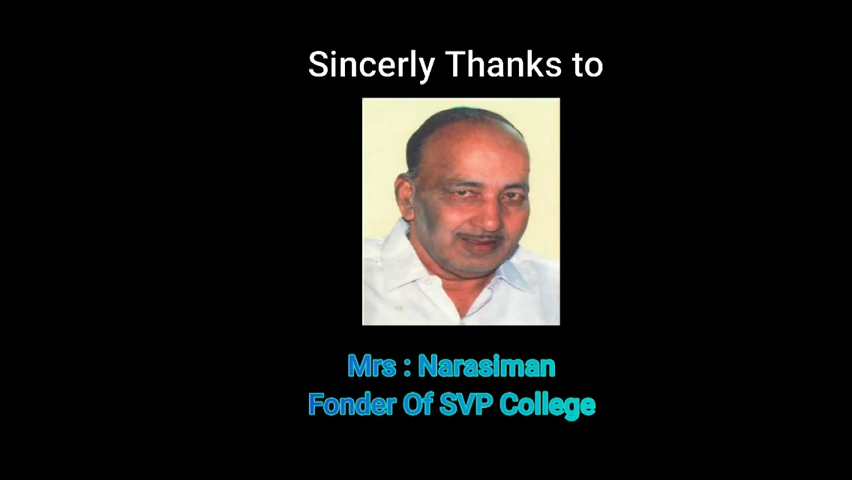 Sincerly Thanks to
Mrs : Narasiman
Fonder Of SVP College